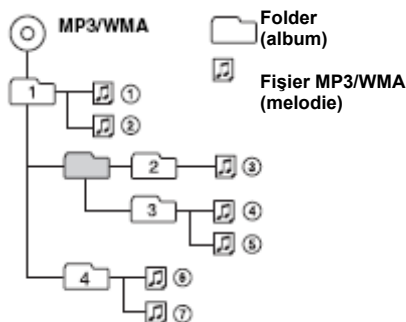 MP3/WMA
Folder
(album)
Fişier MP3/WMA
(melodie)
1
①
②
2
③
3
④
⑤
4
⑥
⑦